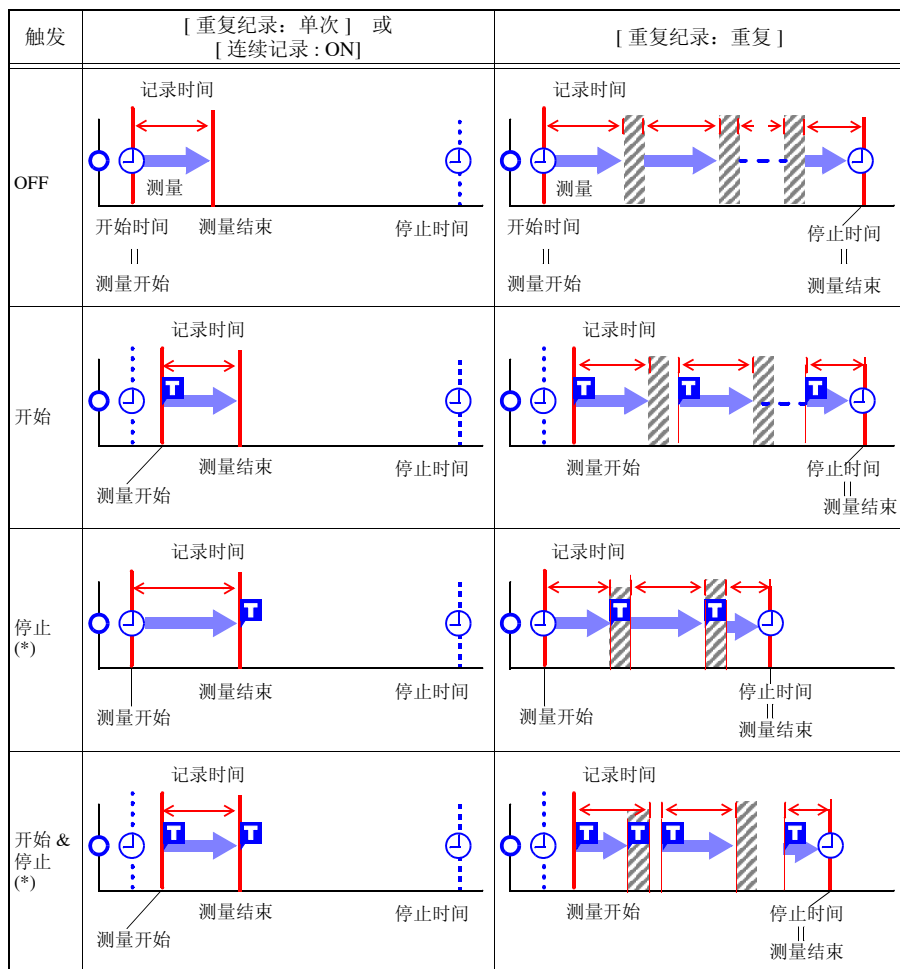 触发
[ 重复纪录：单次 ] 或
[ 连续记录 : ON]
[ 重复纪录：重复 ]
OFF
记录时间
测量
开始时间
测量结束
停止时间
||
测量开始
记录时间
测量
开始时间
||
测量开始
停止时间
||
测量结束
开始
记录时间
T
测量结束
停止时间
测量开始
记录时间
T
T
T
测量开始
停止时间
||
测量结束
停止
(*)
记录时间
T
测量结束
停止时间
测量开始
记录时间
T
T
测量开始
停止时间
||
测量结束
开始 &
停止
(*)
记录时间
T
T
测量结束
停止时间
测量开始
记录时间
T
T
T
T
测量开始
停止时间
||
测量结束